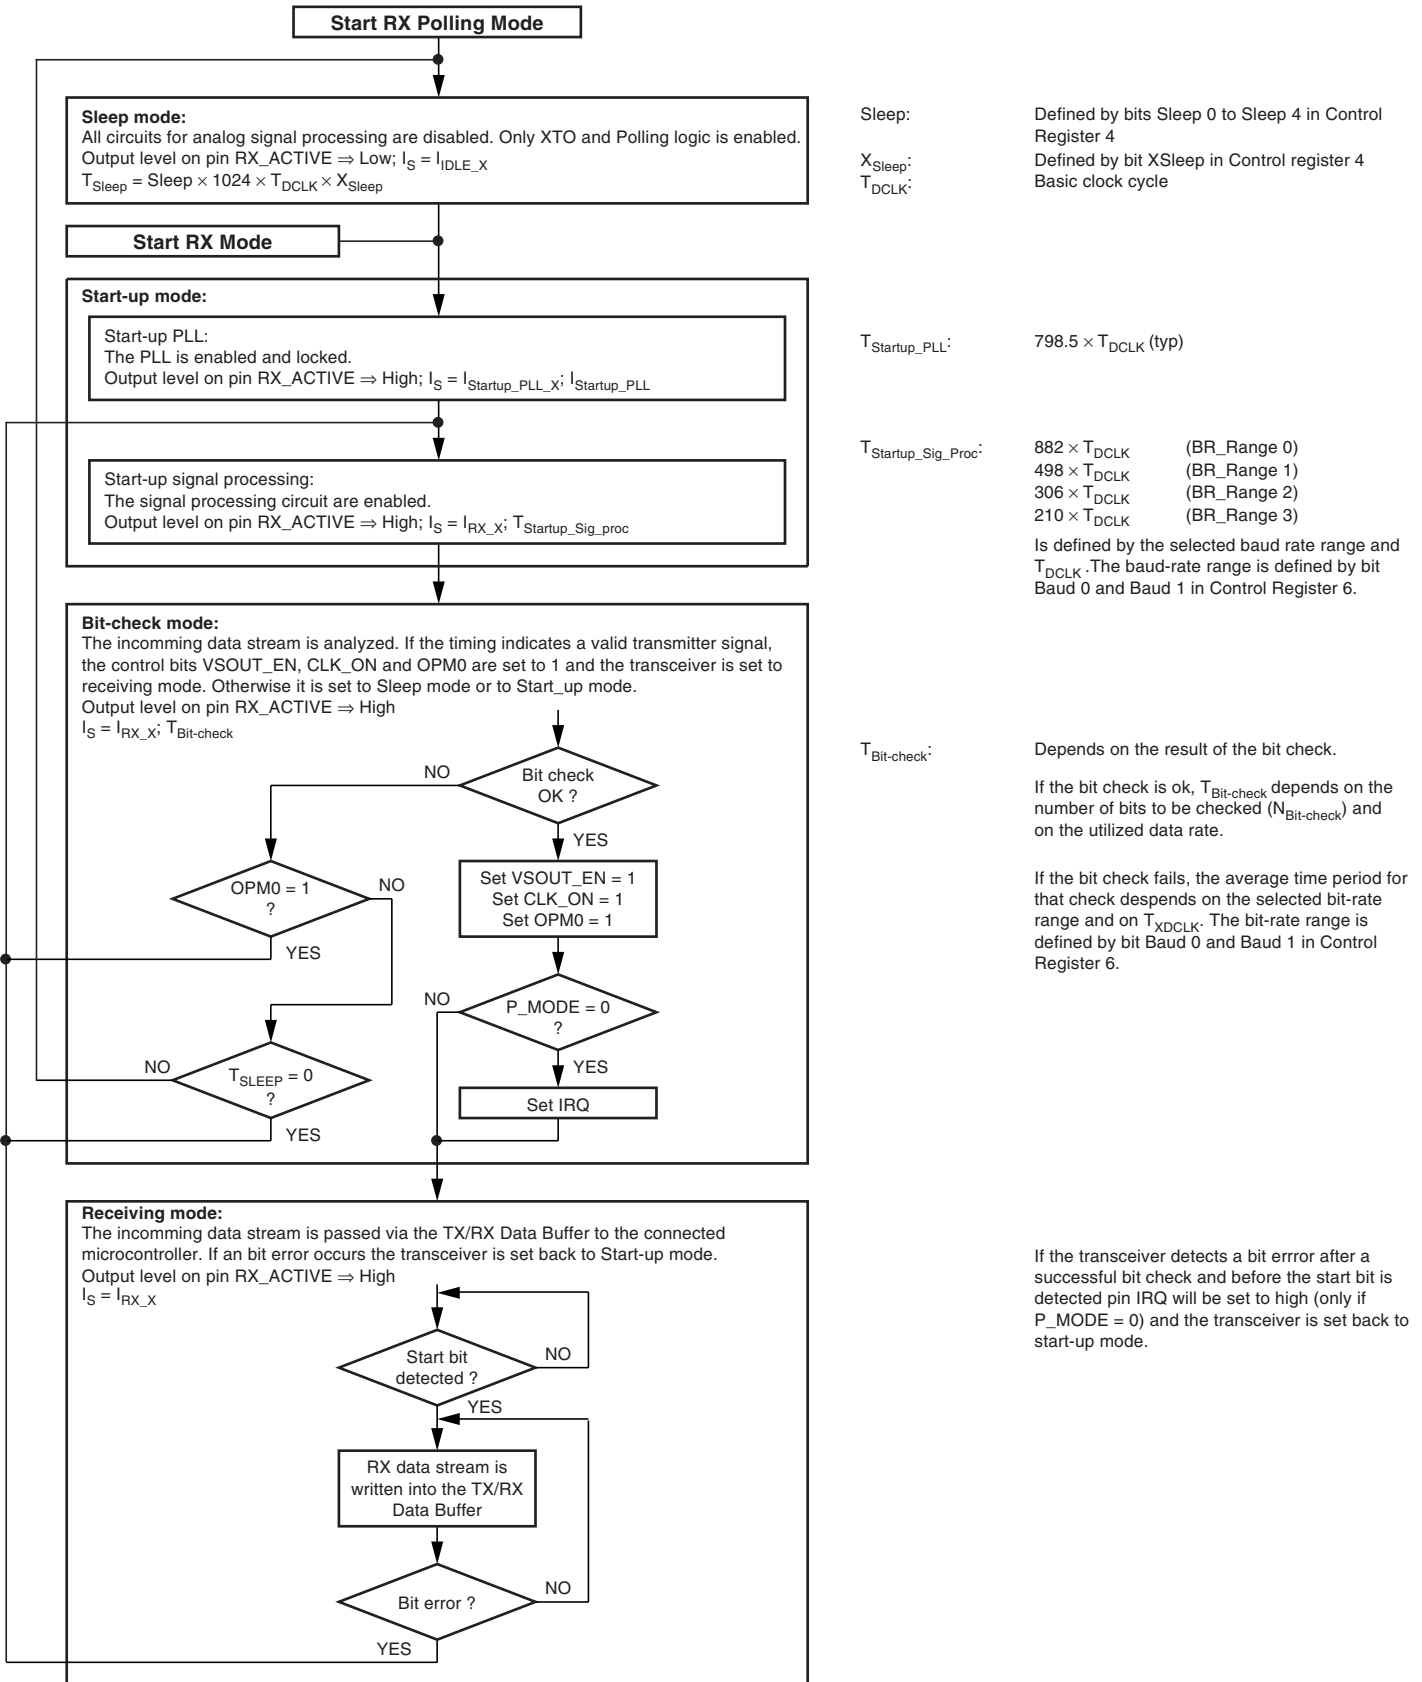 Start RX Polling Mode
Sleep mode:
All circuits for analog signal processing are disabled. Only XTO and Polling logic is enabled.
Output level on pin RX_ACTIVE ⇒ Low; IS = IIDLE_X
TSleep = Sleep × 1024 × TDCLK × XSleep
Sleep: Defined by bits Sleep 0 to Sleep 4 in Control
Register 4
XSleep: Defined by bit XSleep in Control register 4
TDCLK: Basic clock cycle
Start RX Mode
Start-up mode:
Start-up PLL:
The PLL is enabled and locked.
Output level on pin RX_ACTIVE ⇒ High; IS = IStartup_PLL_X; IStartup_PLL
TStartup_PLL: 798.5 × TDCLK (typ)
Start-up signal processing:
The signal processing circuit are enabled.
Output level on pin RX_ACTIVE ⇒ High; IS = IRX_X; TStartup_Sig_proc
TStartup_Sig_Proc: 882 × TDCLK (BR_Range 0)
498 × TDCLK (BR_Range 1)
306 × TDCLK (BR_Range 2)
210 × TDCLK (BR_Range 3)
Is defined by the selected baud rate range and
TDCLK .The baud-rate range is defined by bit
Baud 0 and Baud 1 in Control Register 6.
Bit-check mode:
The incomming data stream is analyzed. If the timing indicates a valid transmitter signal,
the control bits VSOUT_EN, CLK_ON and OPM0 are set to 1 and the transceiver is set to
receiving mode. Otherwise it is set to Sleep mode or to Start_up mode.
Output level on pin RX_ACTIVE ⇒ High
IS = IRX_X; TBit-check
TBit-check: Depends on the result of the bit check.
If the bit check is ok, TBit-check depends on the
number of bits to be checked (NBit-check) and
on the utilized data rate.
If the bit check fails, the average time period for
that check despends on the selected bit-rate
range and on TXDCLK. The bit-rate range is
defined by bit Baud 0 and Baud 1 in Control
Register 6.
NO
Bit check
OK ?
YES
OPM0 = 1
?
NO
YES
Set VSOUT_EN = 1
Set CLK_ON = 1
Set OPM0 = 1
NO
P_MODE = 0
?
YES
NO
TSLEEP = 0
?
YES
Set IRQ
Receiving mode:
The incomming data stream is passed via the TX/RX Data Buffer to the connected
microcontroller. If an bit error occurs the transceiver is set back to Start-up mode.
Output level on pin RX_ACTIVE ⇒ High
IS = IRX_X
If the transceiver detects a bit errror after a
successful bit check and before the start bit is
detected pin IRQ will be set to high (only if
P_MODE = 0) and the transceiver is set back to
start-up mode.
Start bit
detected ?
NO
YES
RX data stream is
written into the TX/RX
Data Buffer
Bit error ?
NO
YES